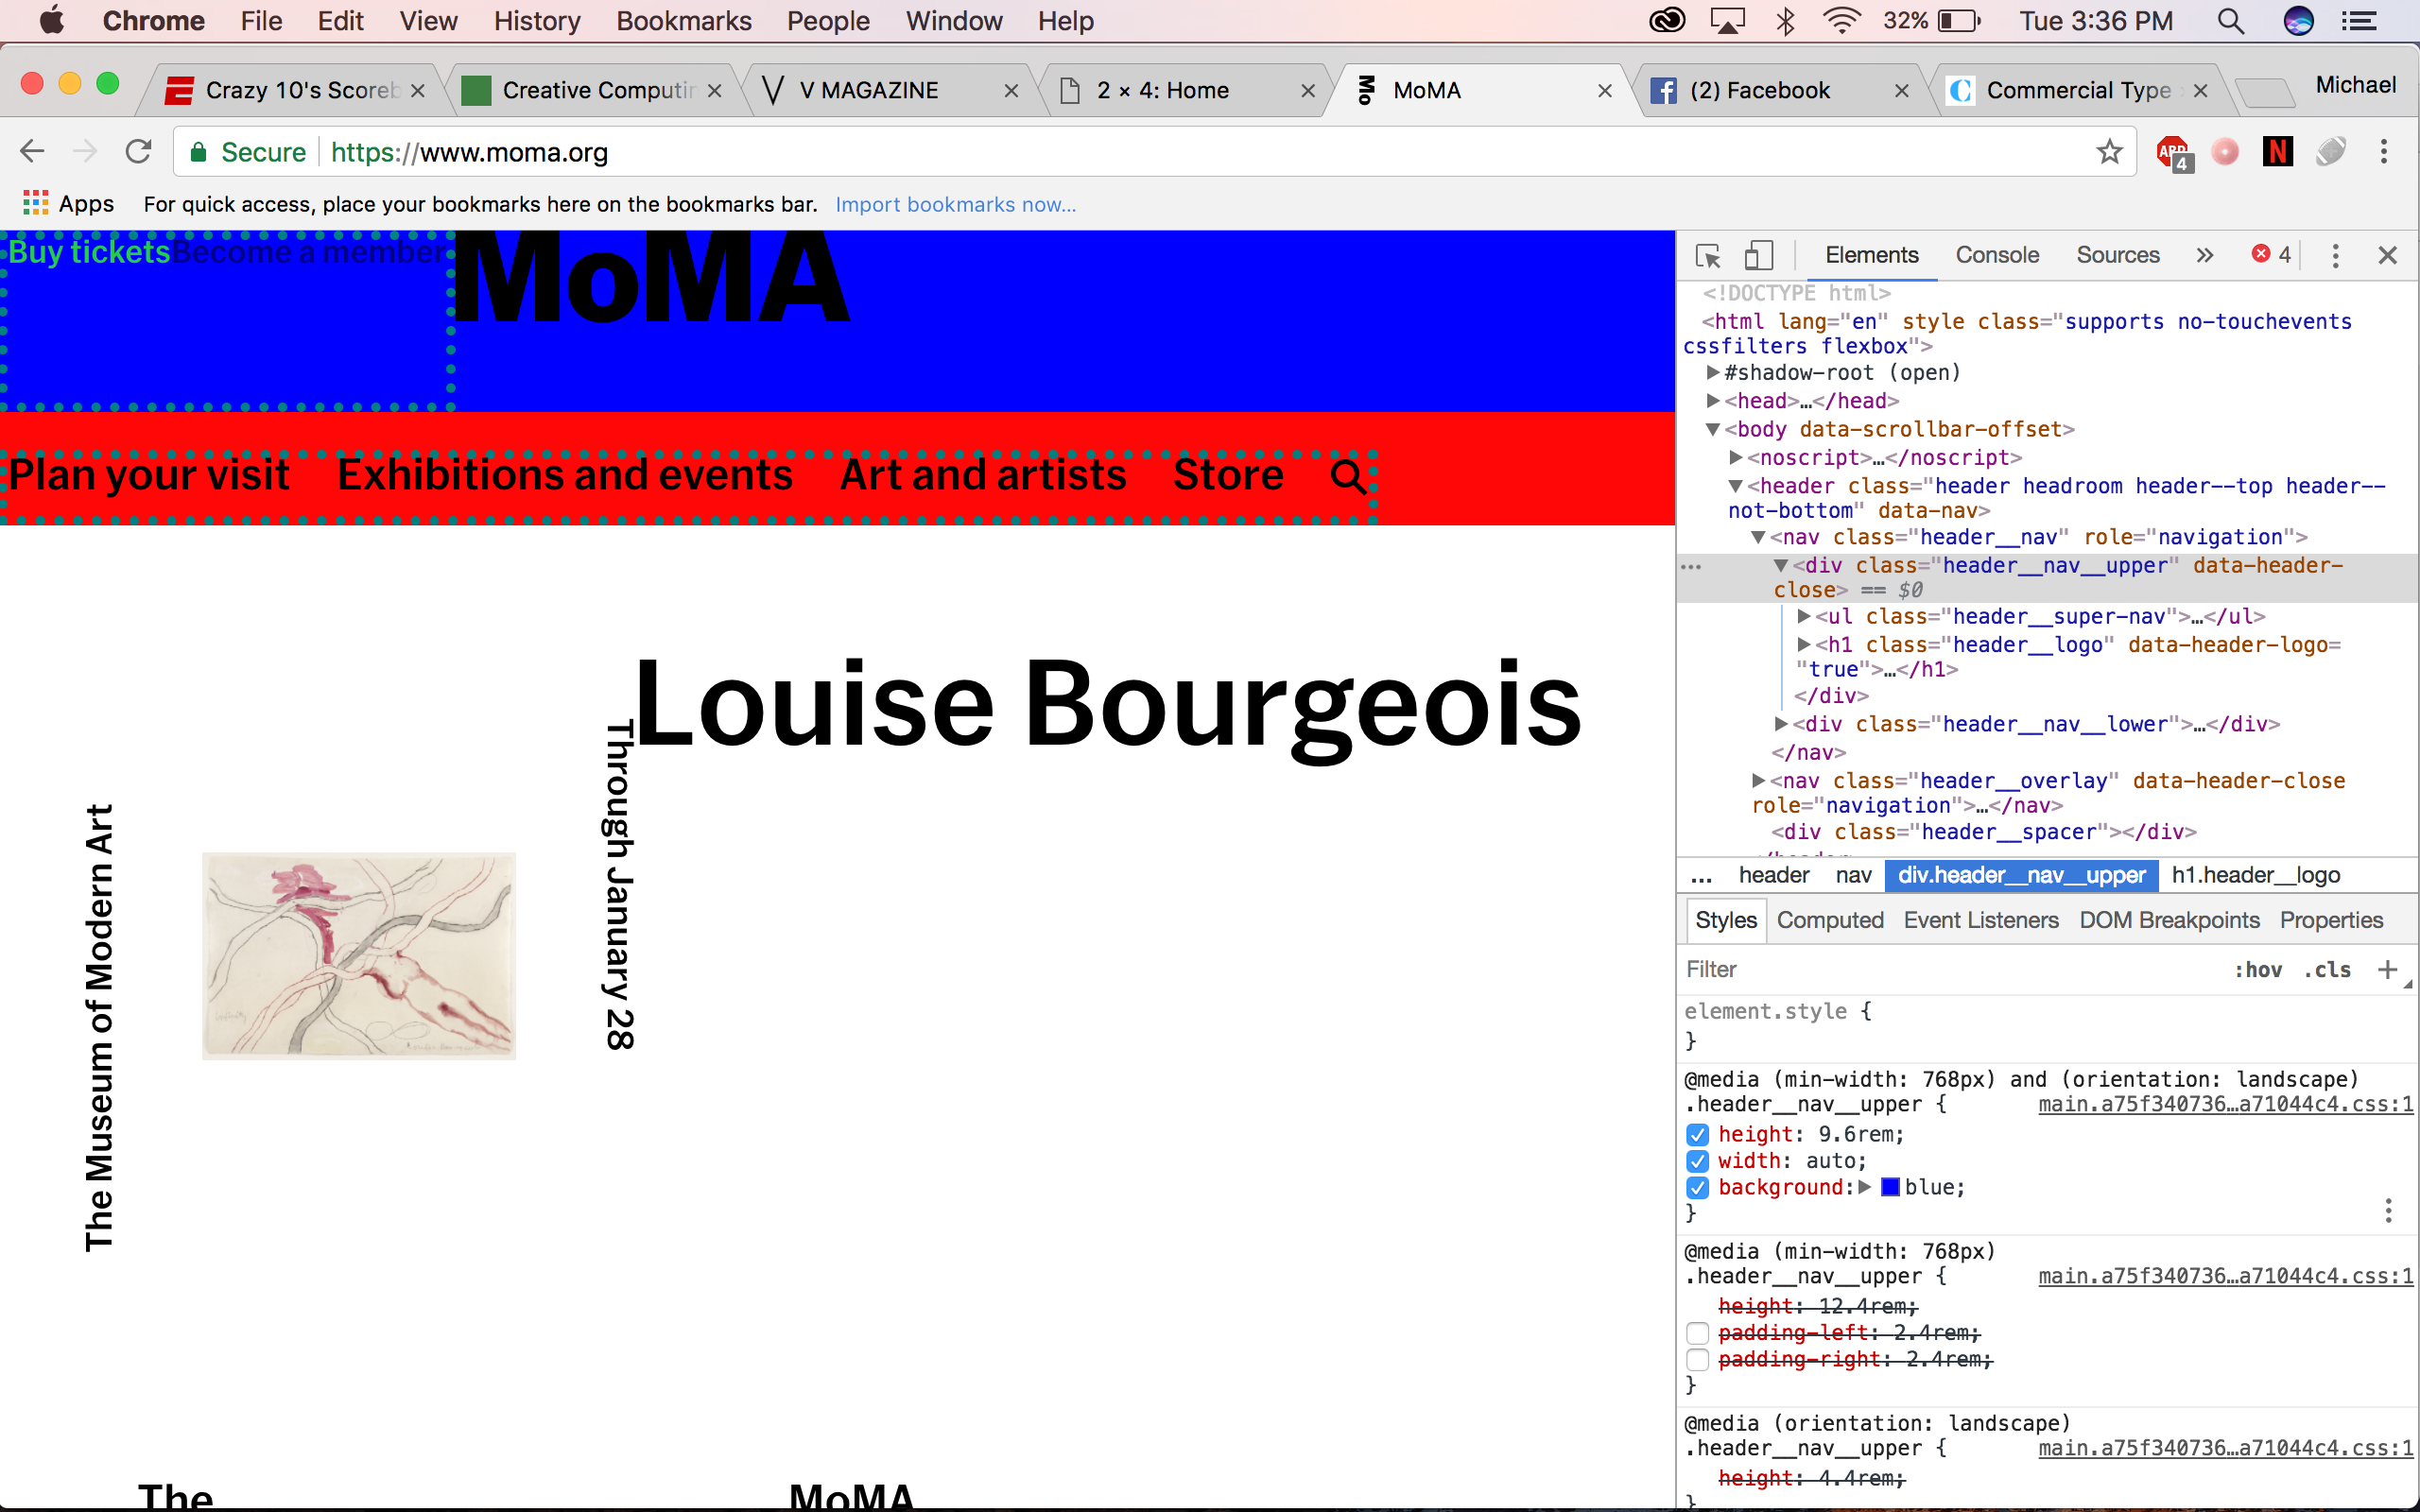 Chrome File Edit View History Bookmarks People Window Help 32% Tue 3:36 PM
Crazy 10's Scoreb Creative Computin V MAGAZINE 2 × 4: Home MoMA (2) Facebook Commercial Type Michael
Secure https://www.moma.org ABP 4 N
Apps For quick access, place your bookmarks here on the bookmarks bar. Import bookmarks now...
Buy tickets Become a member MoMA
Plan your visit Exhibitions and events Art and artists Store
Louise Bourgeois
Through January 28
The Museum of Modern Art
The MoMA
Elements Console Sources » 4
<!DOCTYPE html>
<html lang="en" style class="supports no-touchevents
cssfilters flexbox">
#shadow-root (open)
<head>…</head>
<body data-scrollbar-offset>
<noscript>…</noscript>
<header class="header headroom header--top header--
not-bottom" data-nav>
<nav class="header__nav" role="navigation">
… <div class="header__nav__upper" data-header-
close> == $0
<ul class="header__super-nav">…</ul>
<h1 class="header__logo" data-header-logo=
"true">…</h1>
</div>
<div class="header__nav__lower">…</div>
</nav>
<nav class="header__overlay" data-header-close
role="navigation">…</nav>
<div class="header__spacer"></div>
... header nav div.header__nav__upper h1.header__logo
Styles Computed Event Listeners DOM Breakpoints Properties
Filter :hov .cls +
element.style {
}
@media (min-width: 768px) and (orientation: landscape)
.header__nav__upper { main.a75f340736…a71044c4.css:1
height: 9.6rem;
width: auto;
background: blue;
}
@media (min-width: 768px)
.header__nav__upper { main.a75f340736…a71044c4.css:1
height: 12.4rem;
padding-left: 2.4rem;
padding-right: 2.4rem;
}
@media (orientation: landscape)
.header__nav__upper { main.a75f340736…a71044c4.css:1
height: 4.4rem;
}